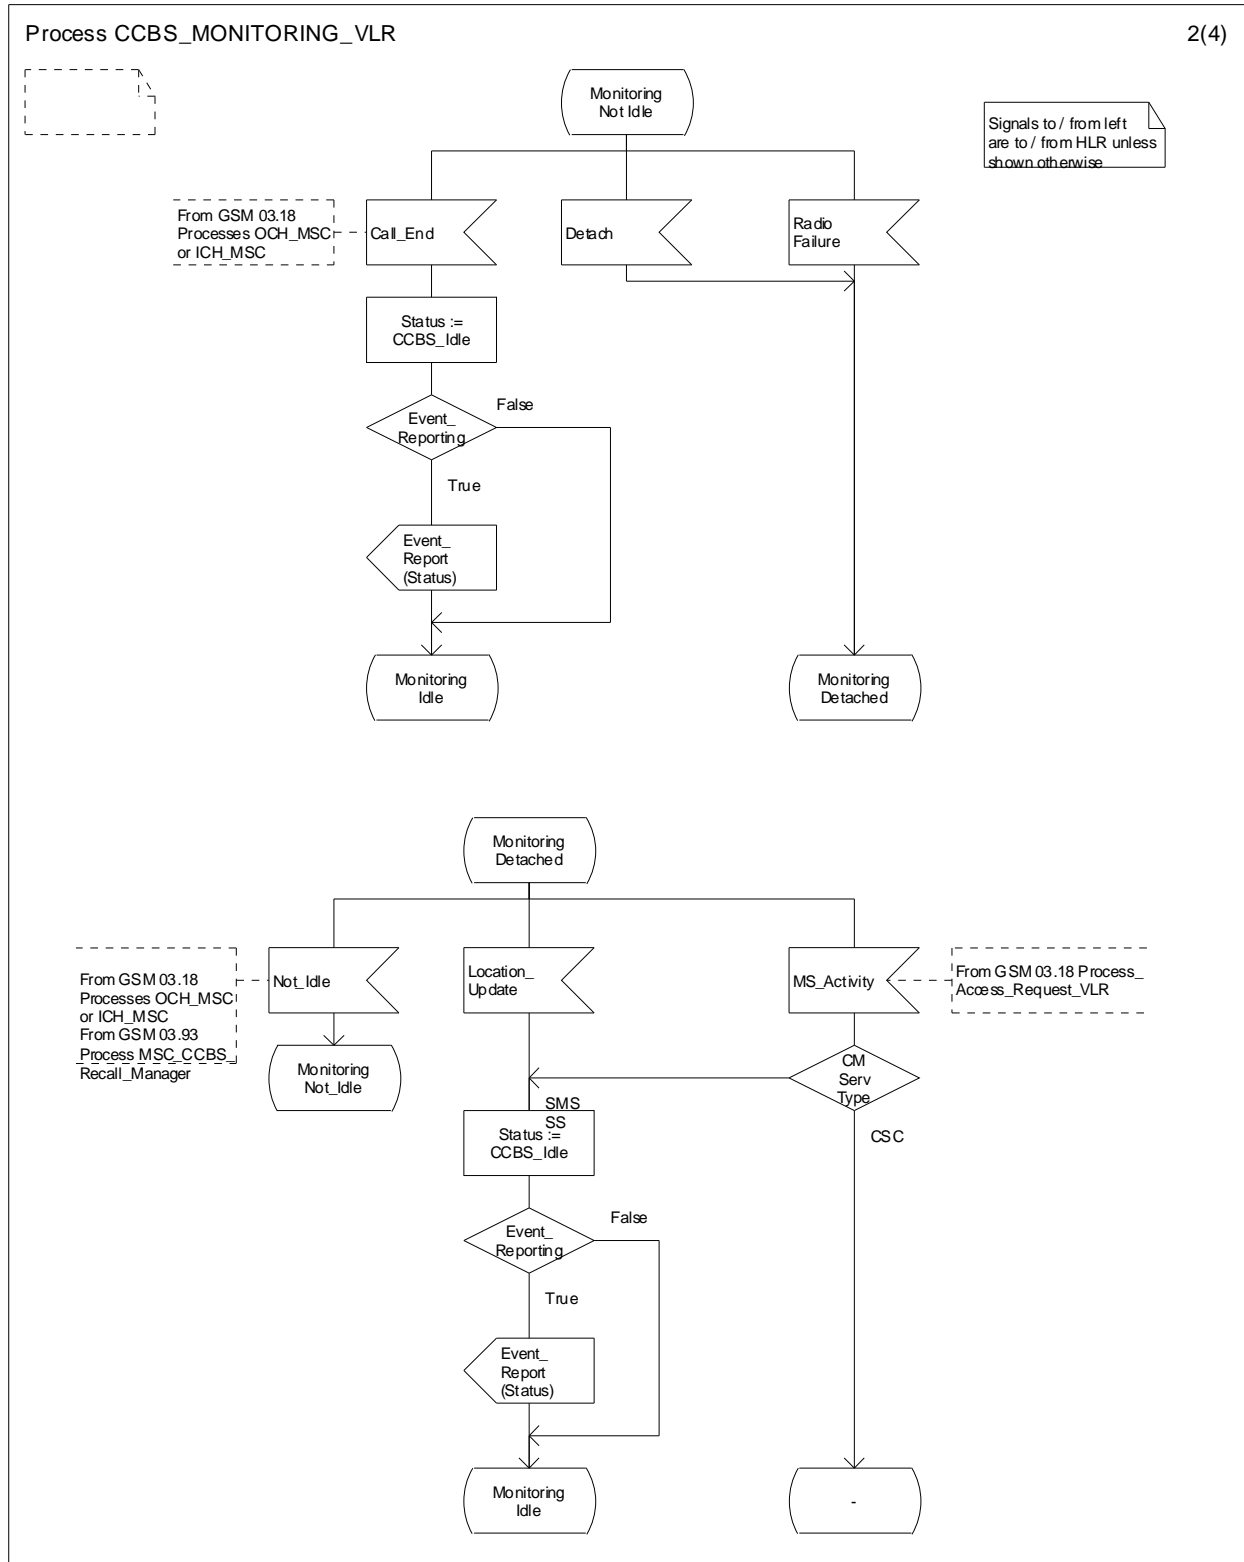 Process CCBS_MONITORING_VLR
2(4)
Monitoring
Not Idle
Signals to / from left
are to / from HLR unless
shown otherwise
From GSM 03.18
Processes OCH_MSC
or ICH_MSC
Call_End
Detach
Radio
Failure
Status :=
CCBS_Idle
Event_
Reporting
False
True
Event_
Report
(Status)
Monitoring
Idle
Monitoring
Detached
Monitoring
Detached
From GSM 03.18
Processes OCH_MSC
or ICH_MSC
From GSM 03.93
Process MSC_CCBS_
Recall_Manager
Not_Idle
Location_
Update
MS_Activity
From GSM 03.18 Process_
Access_Request_VLR
Monitoring
Not_Idle
CM
Serv
Type
SMS
SS
CSC
Status :=
CCBS_Idle
Event_
Reporting
False
True
Event_
Report
(Status)
Monitoring
Idle
-